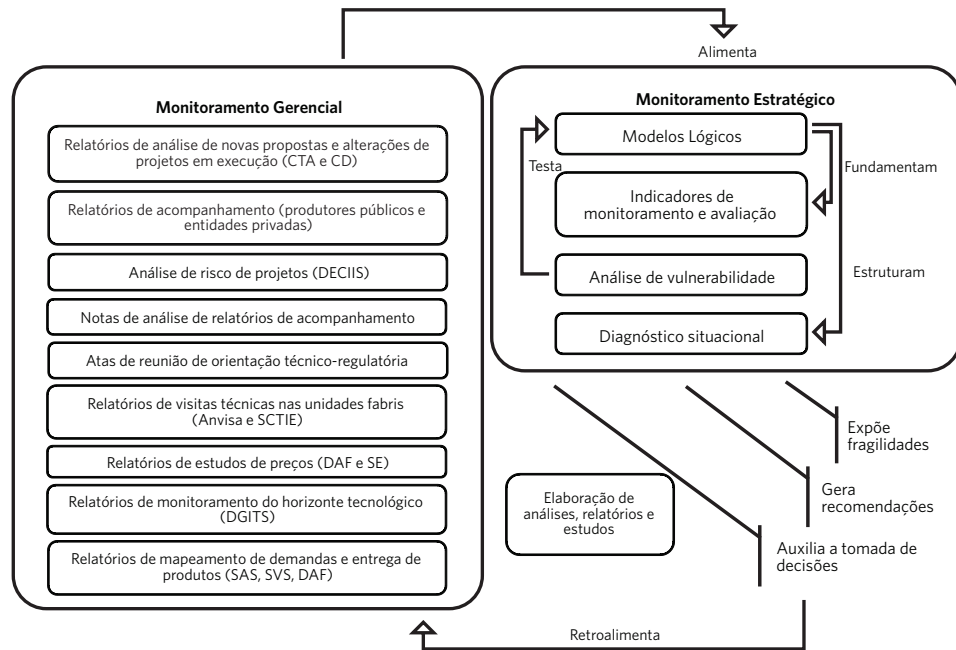 Alimenta
Monitoramento Gerencial
Relatórios de análise de novas propostas e alterações de
projetos em execução (CTA e CD)
Relatórios de acompanhamento (produtores públicos e
entidades privadas)
Análise de risco de projetos (DECIIS)
Notas de análise de relatórios de acompanhamento
Atas de reunião de orientação técnico-regulatória
Relatórios de visitas técnicas nas unidades fabris
(Anvisa e SCTIE)
Relatórios de estudos de preços (DAF e SE)
Relatórios de monitoramento do horizonte tecnológico
(DGITS)
Relatórios de mapeamento de demandas e entrega de
produtos (SAS, SVS, DAF)
Monitoramento Estratégico
Modelos Lógicos
Testa
Fundamentam
Indicadores de
monitoramento e avaliação
Análise de vulnerabilidade
Estruturam
Diagnóstico situacional
Expõe
fragilidades
Gera
recomendações
Elaboração de
análises, relatórios e
estudos
Auxilia a tomada de
decisões
Retroalimenta